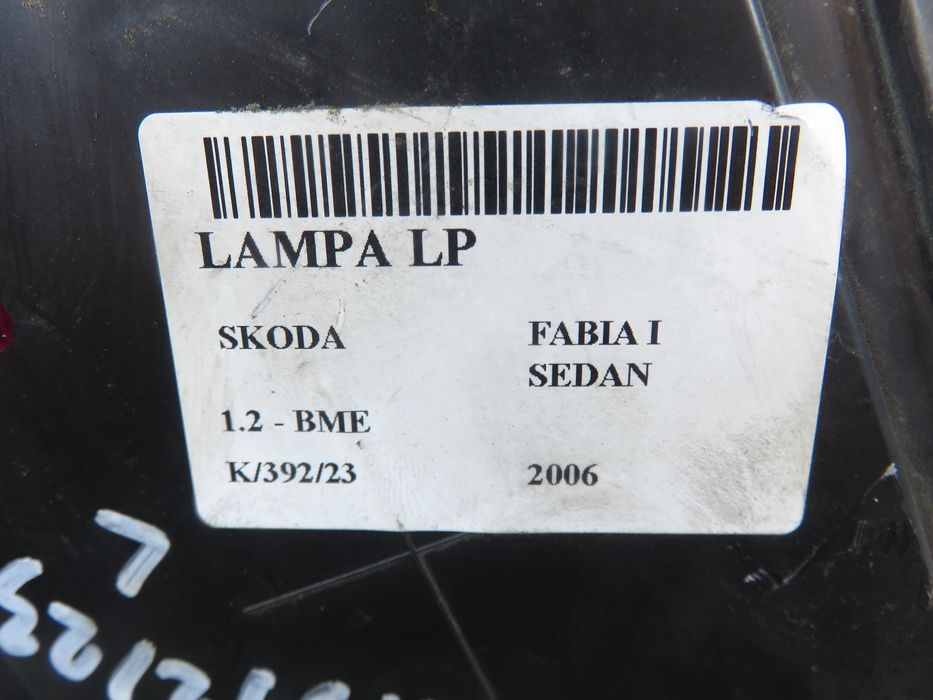 LAMPA LP
SKODA FABIA I
SEDAN
1.2 - BME
K/392/23 2006